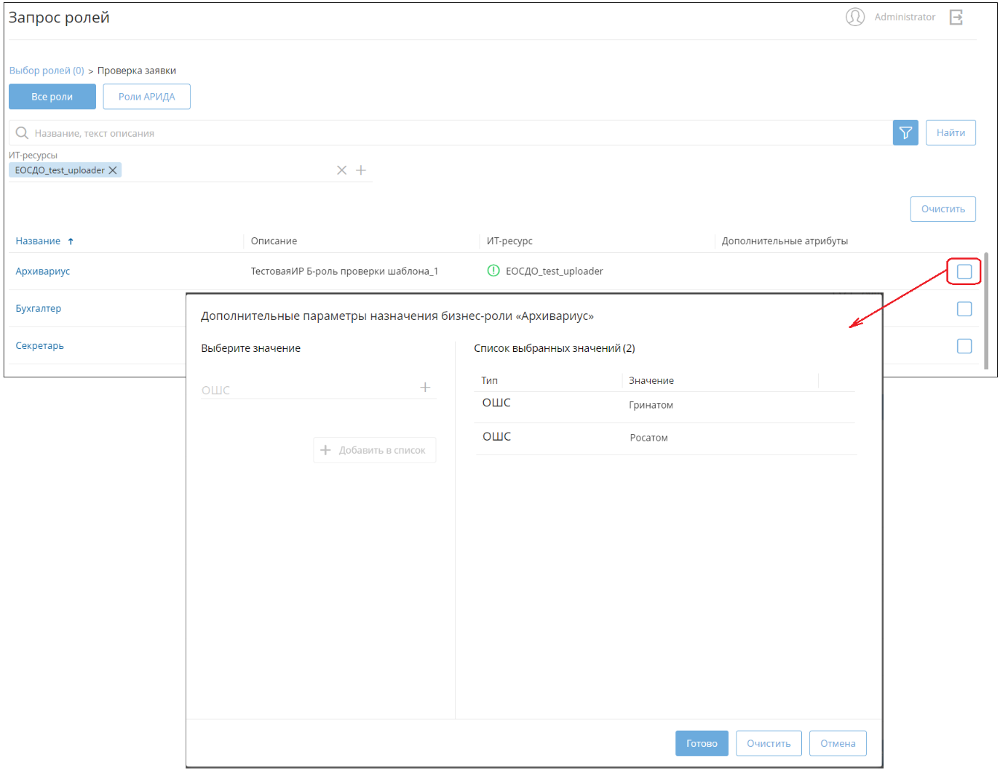 Запрос ролей
Administrator
Выбор ролей (0) > Проверка заявки
Все роли
Роли АРИДА
Название, текст описания
Найти
ИТ-ресурсы
ЕОСДО_test_uploader
Очистить
Название ↑
Описание
ИТ-ресурс
Дополнительные атрибуты
Архивариус
ТестоваяИР Б-роль проверки шаблона_1
ЕОСДО_test_uploader
Бухгалтер
Секретарь
Дополнительные параметры назначения бизнес-роли «Архивариус»
Выберите значение
Список выбранных значений (2)
ОШС
Тип
Значение
ОШС
Гринатом
ОШС
Росатом
Добавить в список
Готово
Очистить
Отмена